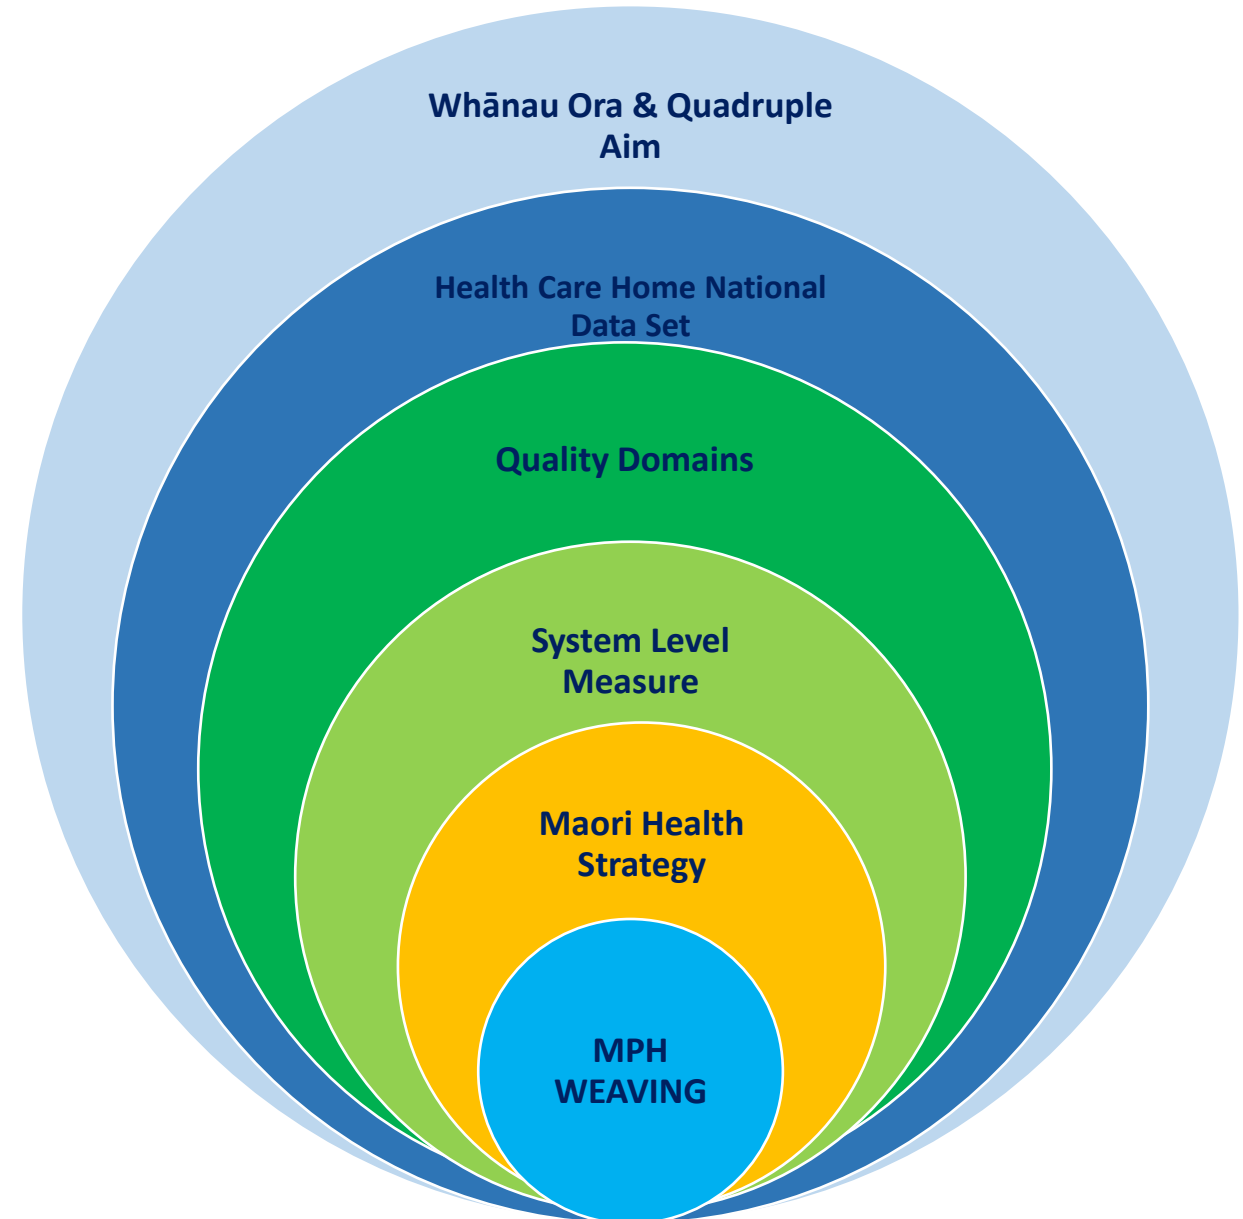 Whānau Ora & Quadruple
Aim
Health Care Home National
Data Set
Quality Domains
System Level
Measure
Maori Health
Strategy
MPH
WEAVING